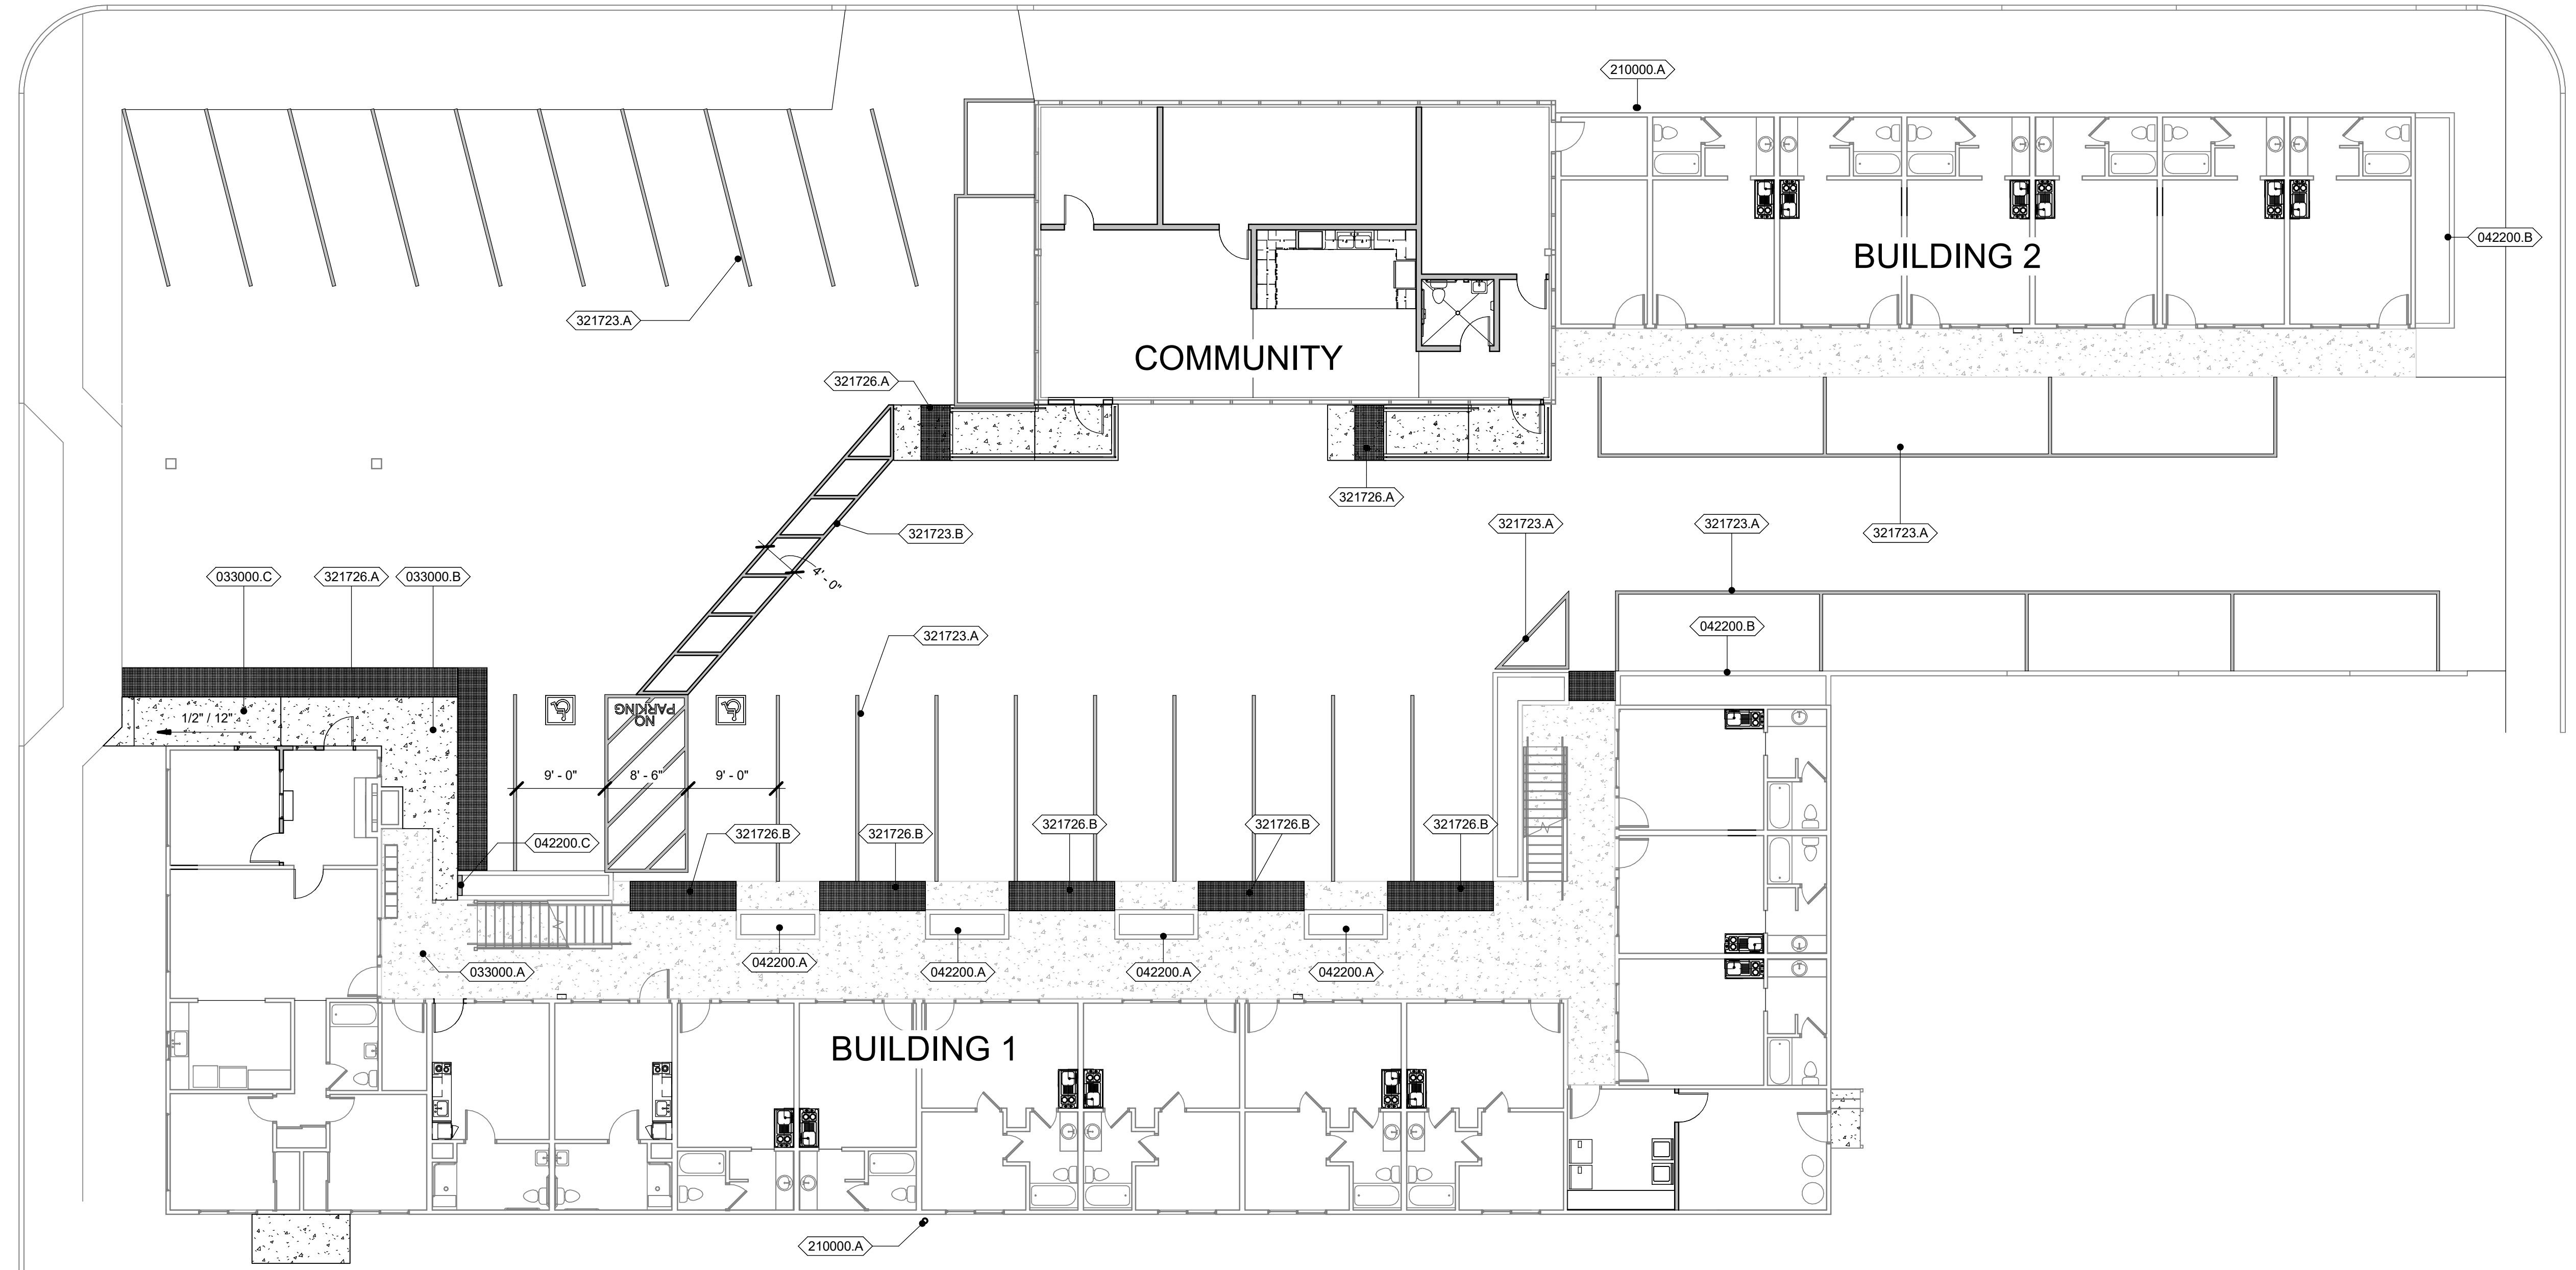 210000.A
042200.B
BUILDING 2
321723.A
COMMUNITY
321726.A
321726.A
321723.B
321723.A
321723.A
321723.A
4' - 0"
033000.C
321726.A
033000.B
042200.B
321723.A
1/2" / 12"
NO
PARKING
9' - 0"
8' - 6"
9' - 0"
042200.C
321726.B
321726.B
321726.B
321726.B
321726.B
033000.A
042200.A
042200.A
042200.A
042200.A
BUILDING 1
210000.A